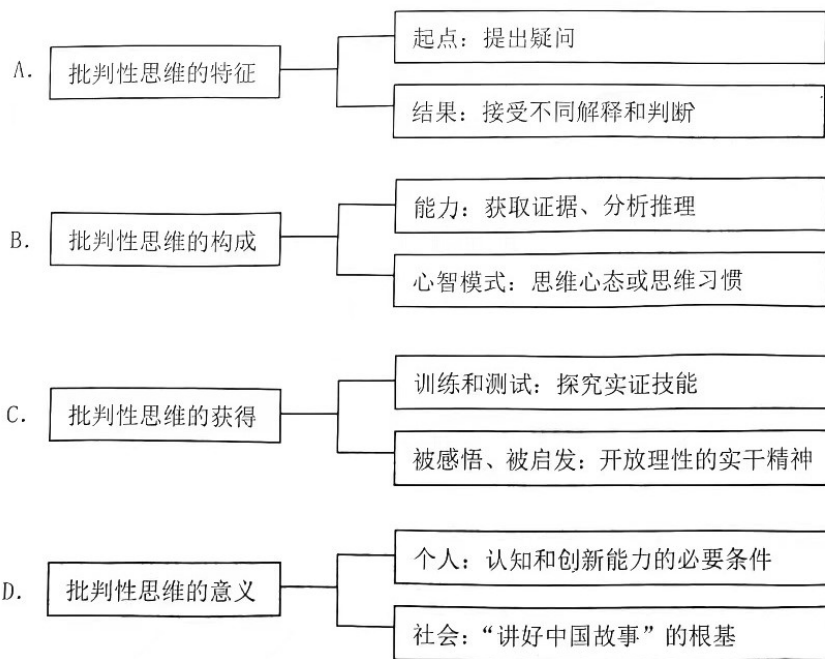 起点：提出疑问
A.
批判性思维的特征
结果：接受不同解释和判断
能力：获取证据、分析推理
B.
批判性思维的构成
心智模式：思维心态或思维习惯
训练和测试：探究实证技能
C.
批判性思维的获得
被感悟、被启发：开放理性的实干精神
个人：认知和创新能力的必要条件
D.
批判性思维的意义
社会：“讲好中国故事”的根基